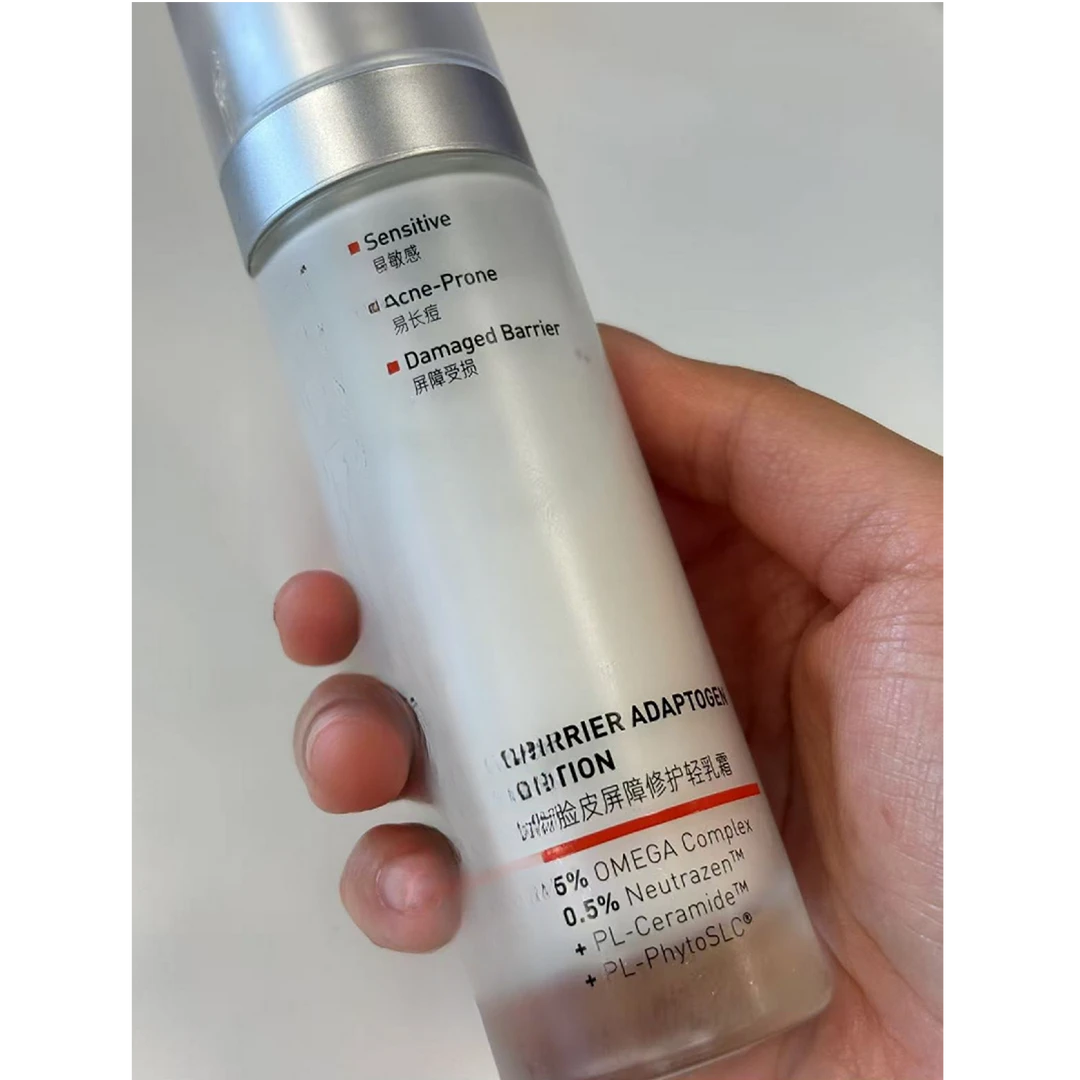 Sensitive
易敏感
Acne-Prone
易长痘
Damaged Barrier
屏障受损
ADAPTOGEN
脸皮屏障修护轻乳霜
5% OMEGA Complex
0.5% Neutrazen™
+ PL-Ceramide™
+ PL-PhytoSLC®